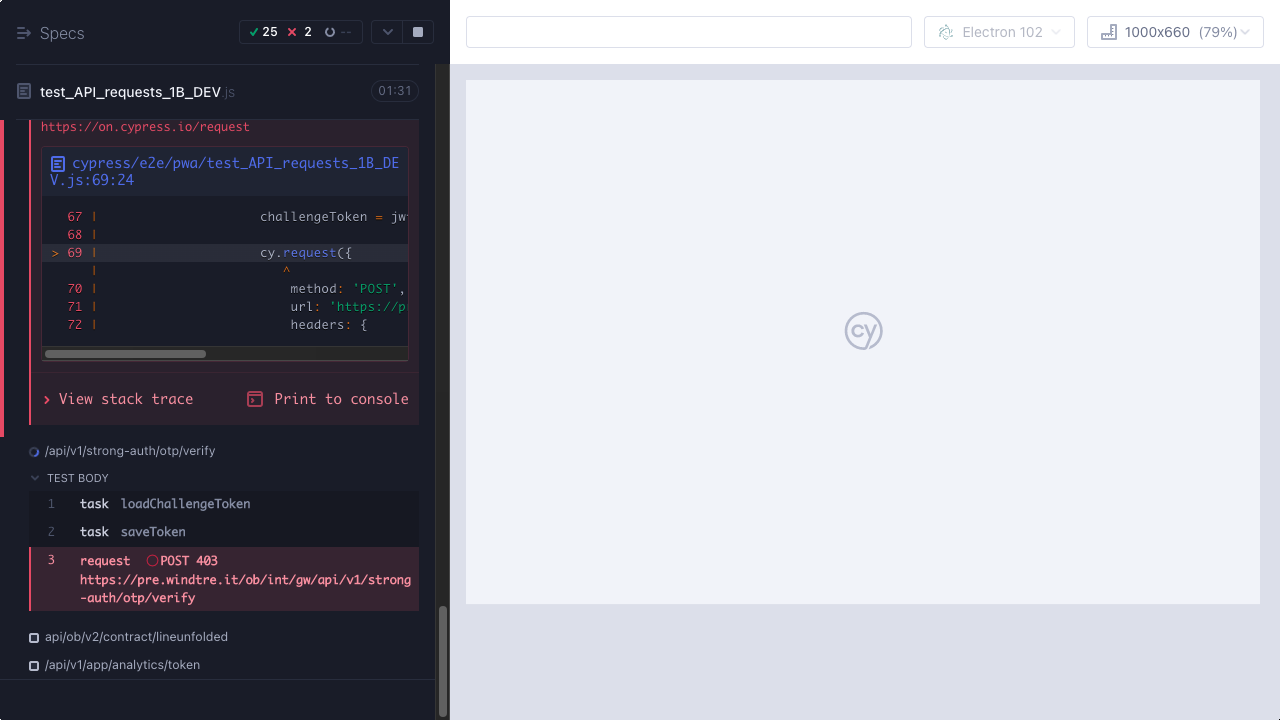 Specs
25
2
--
Electron 102
1000x660 (79%)
test_API_requests_1B_DEV.js
01:31
https://on.cypress.io/request
cypress/e2e/pwa/test_API_requests_1B_DE
V.js:69:24
67 | challengeToken = jw
68 |
> 69 | cy.request({
| ^
70 | method: 'POST',
71 | url: 'https://p
72 | headers: {
View stack trace
Print to console
/api/v1/strong-auth/otp/verify
TEST BODY
1 task loadChallengeToken
2 task saveToken
3 request POST 403
https://pre.windtre.it/ob/int/gw/api/v1/strong
-auth/otp/verify
api/ob/v2/contract/lineunfolded
/api/v1/app/analytics/token
cy